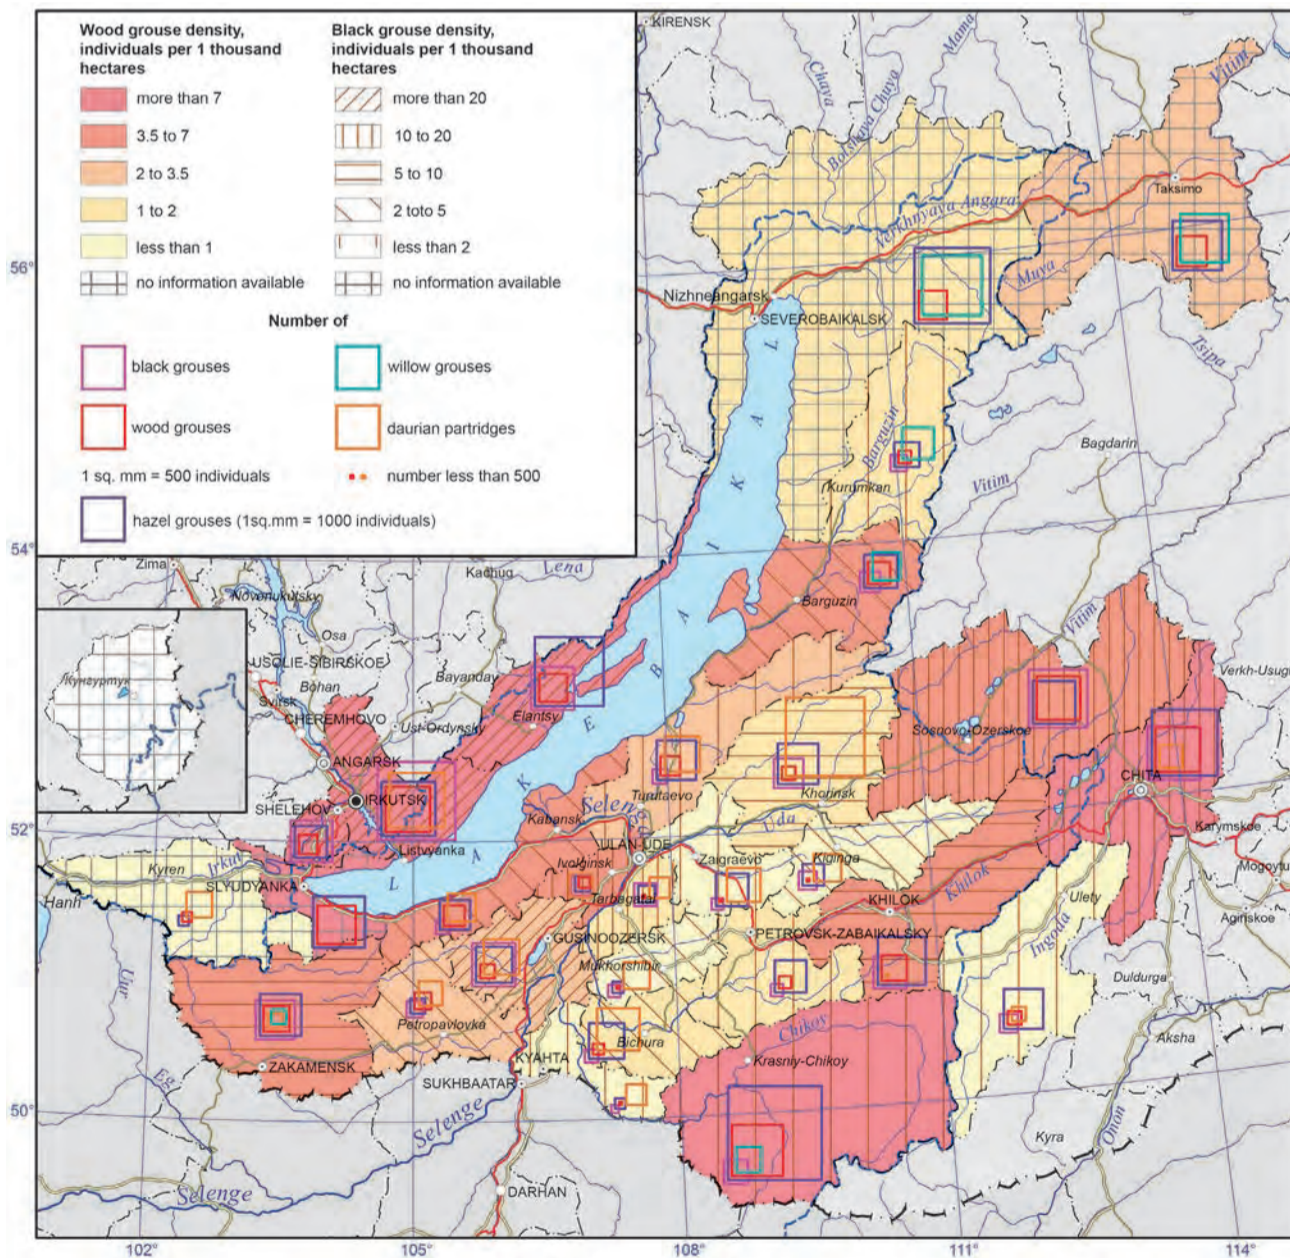 Wood grouse density,
individuals per 1 thousand
hectares
more than 7
3.5 to 7
2 to 3.5
1 to 2
less than 1
no information available
Black grouse density,
individuals per 1 thousand
hectares
more than 20
10 to 20
5 to 10
2 toto 5
less than 2
no information available
Number of
black grouses
willow grouses
wood grouses
daurian partridges
1 sq. mm = 500 individuals
number less than 500
hazel grouses (1sq.mm = 1000 individuals)
KIRENSK
Mama
Chaya
Bolshaya Chuya
Vitim
Taksimo
Verkhnyaya Angara
56°
Muya
Nizhneangarsk
SEVEROBAIKALSK
Tsipa
Barguzin
Bagdarin
Vitim
Kurumkan
54°
Zima
Kachug
Lena
Novonukutsky
Barguzin
Osa
Vitim
USOLIE-SIBIRSKOE
Кунгуртук
Bohan
Bayanday
Verkh-Usugl
Svirsk
CHEREMHOVO
Ust-Ordynsky
Elantsy
Sosnovo-Ozerskoe
ANGARSK
CHITA
IRKUTSK
Turutaevo
Khorinsk
SHELEHOV
Selenga
52°
Kabansk
Uda
Karymskoe
Listvyanka
ULAN-UDE
Irkut
Ivolginsk
Zaigraevo
Kiginga
Mogoytu
Kyren
SLYUDYANKA
Khilok
Ulety
Hanh
Tarbagatai
KHILOK
Aginskoe
GUSINOOZERSK
PETROVSK-ZABAIKALSKY
Ingoda
Mukhorshibir
Uur
Duldurga
Petropavlovka
Chikoy
Bichura
Aksha
ZAKAMENSK
KYAHTA
Krasniy-Chikoy
Eg
SUKHBAATAR
50°
Selenge
Kyra
Onon
Selenge
DARHAN
L A K E B A I K A L
102°
105°
108°
111°
114°